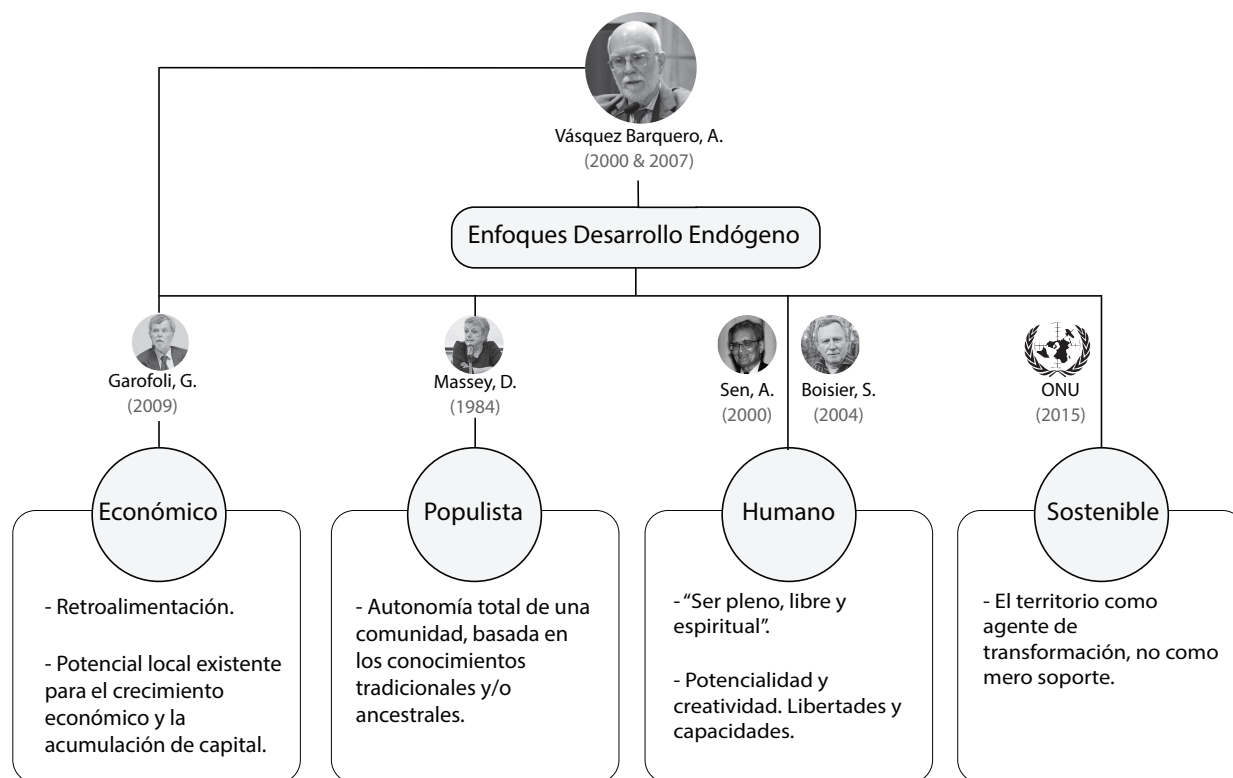 Vásquez Barquero, A.
(2000 & 2007)
Enfoques Desarrollo Endógeno
Garofoli, G.
(2009)
Massey, D.
(1984)
Sen, A.
(2000)
Boisier, S.
(2004)
ONU
(2015)
Económico
- Retroalimentación.
- Potencial local existente
para el crecimiento
económico y la
acumulación de capital.
Populista
- Autonomía total de una
comunidad, basada en
los conocimientos
tradicionales y/o
ancestrales.
Humano
- “Ser pleno, libre y
espiritual”.
- Potencialidad y
creatividad. Libertades y
capacidades.
Sostenible
- El territorio como
agente de
transformación, no como
mero soporte.